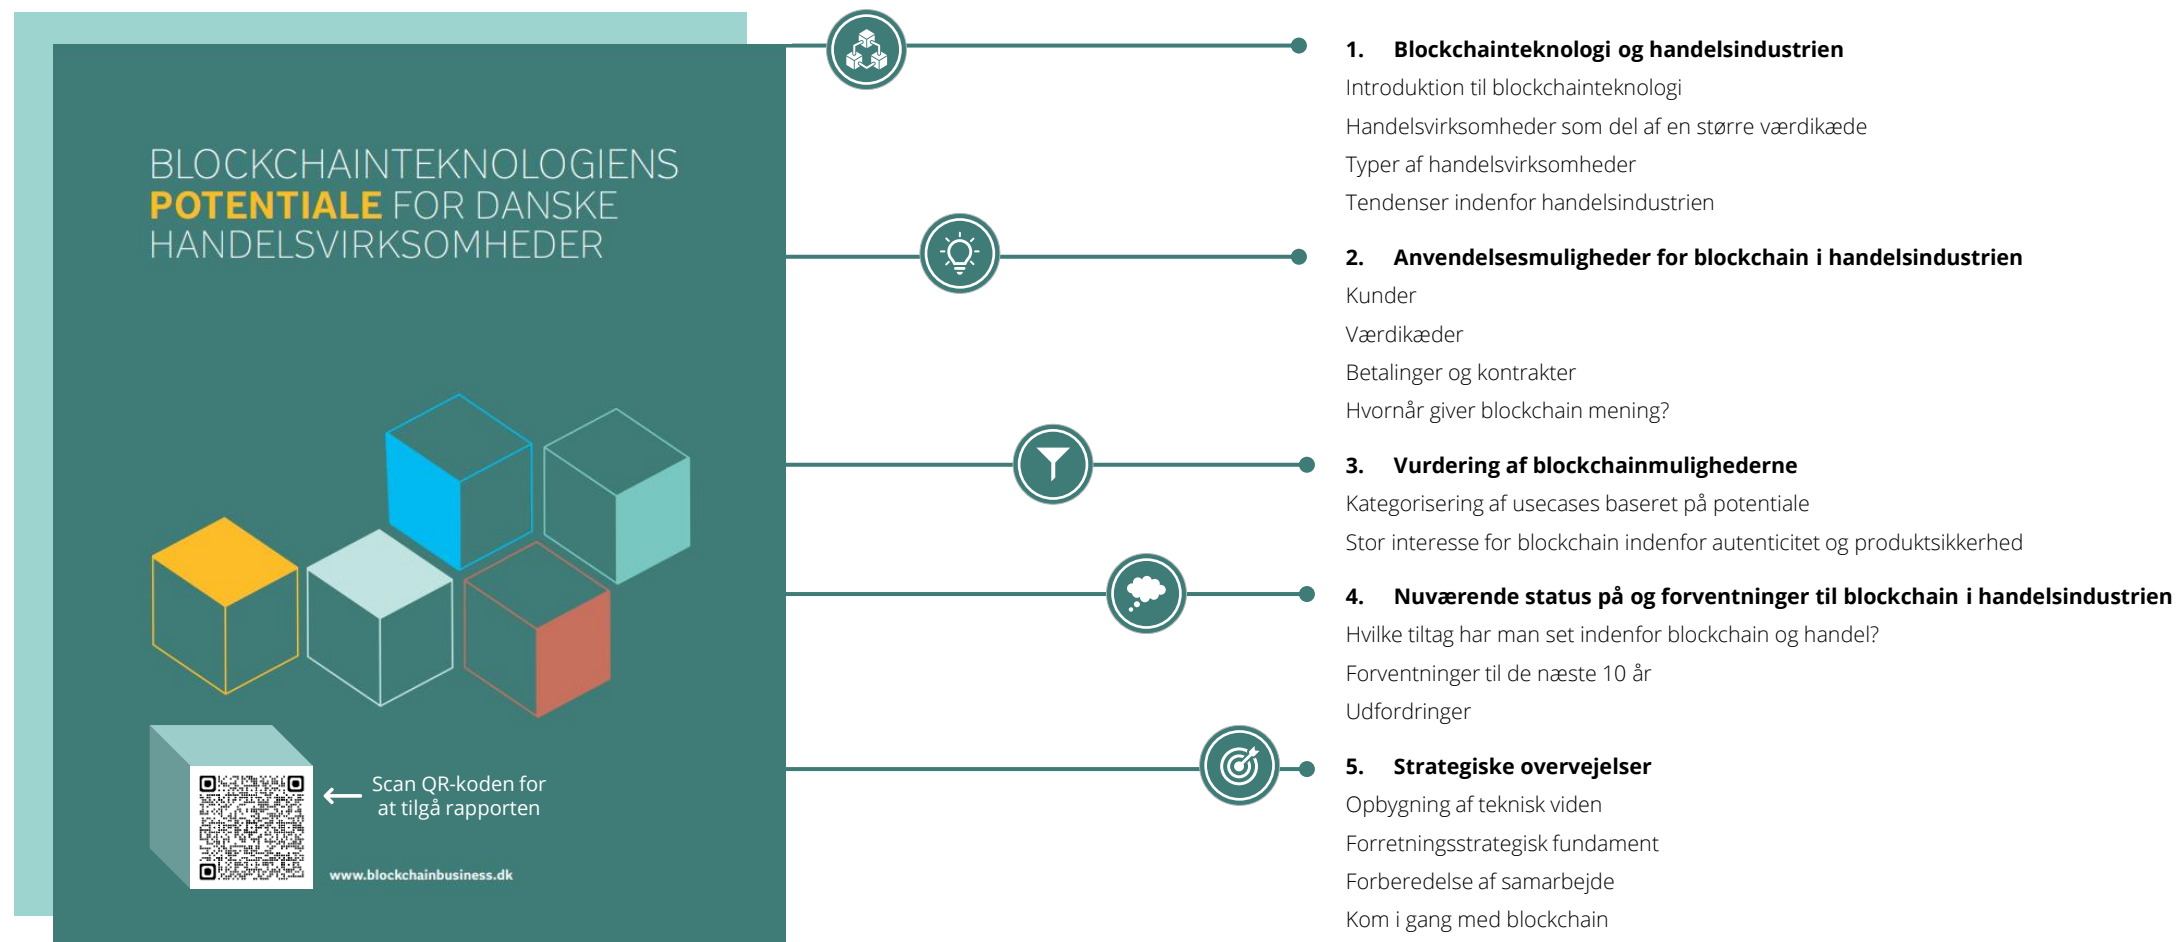 BLOCKCHAINTEKNOLOGIENS
POTENTIALE FOR DANSKE
HANDELSVIRKSOMHEDER
Scan QR-koden for
at tilgå rapporten
www.blockchainbusiness.dk
1. Blockchainteknologi og handelsindustrien
Introduktion til blockchainteknologi
Handelsvirksomheder som del af en større værdikæde
Typer af handelsvirksomheder
Tendenser indenfor handelsindustrien
2. Anvendelsesmuligheder for blockchain i handelsindustrien
Kunder
Værdikæder
Betalinger og kontrakter
Hvornår giver blockchain mening?
3. Vurdering af blockchainmulighederne
Kategorisering af usecases baseret på potentiale
Stor interesse for blockchain indenfor autenticitet og produktsikkerhed
4. Nuværende status på og forventninger til blockchain i handelsindustrien
Hvilke tiltag har man set indenfor blockchain og handel?
Forventninger til de næste 10 år
Udfordringer
5. Strategiske overvejelser
Opbygning af teknisk viden
Forretningsstrategisk fundament
Forberedelse af samarbejde
Kom i gang med blockchain